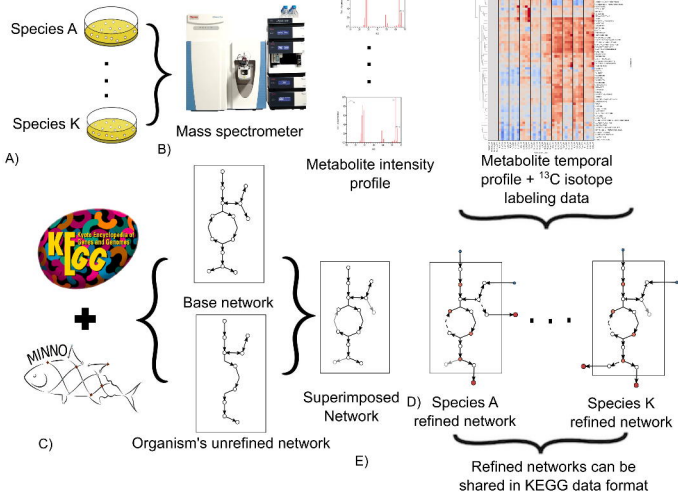 Species A
Species K
A)
B)
Mass spectrometer
Metabolite intensity
profile
Metabolite temporal
profile + ¹³C isotope
labeling data
KEGG
Kyoto Encyclopedia of
Genes and Genomes
MINNO
C)
Base network
Organism's unrefined network
Superimposed
Network
D)
Species A
refined network
Species K
refined network
E)
Refined networks can be
shared in KEGG data format